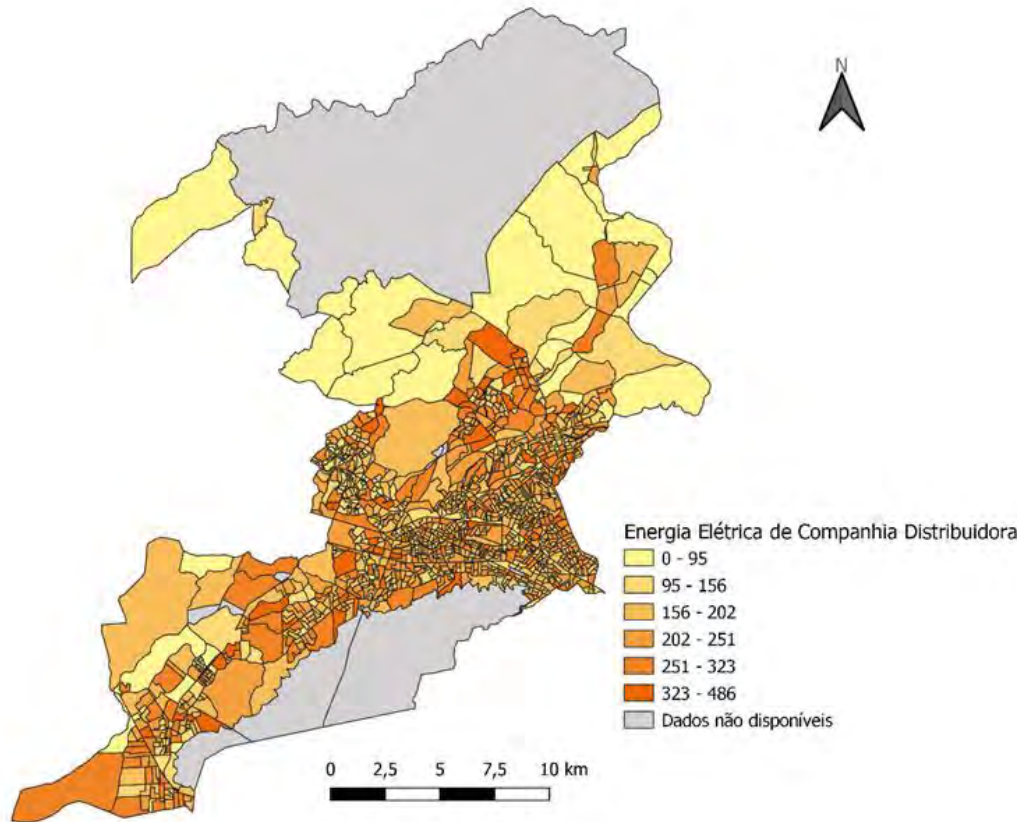 N
Energia Elétrica de Companhia Distribuidora
0 - 95
95 - 156
156 - 202
202 - 251
251 - 323
323 - 486
Dados não disponíveis
0 2,5 5 7,5 10 km